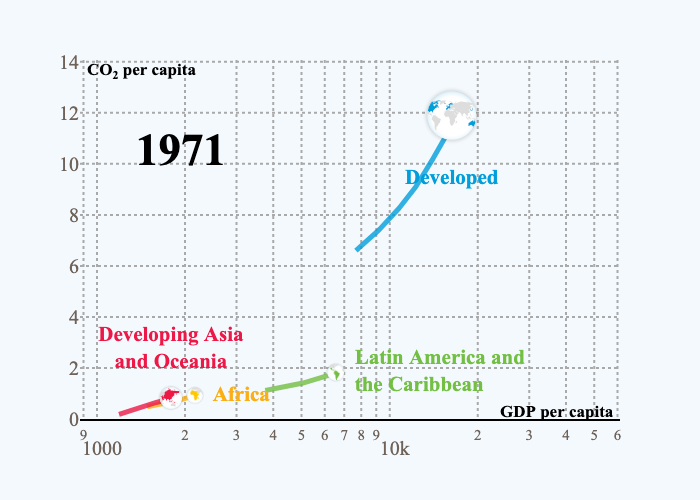 14
CO2 per capita
12
1971
10
Developed
8
6
4
Developing Asia
and Oceania
Latin America and
the Caribbean
2
Africa
GDP per capita
0
9 2 3 4 5 6 7 8 9 2 3 4 5 6
1000 10k